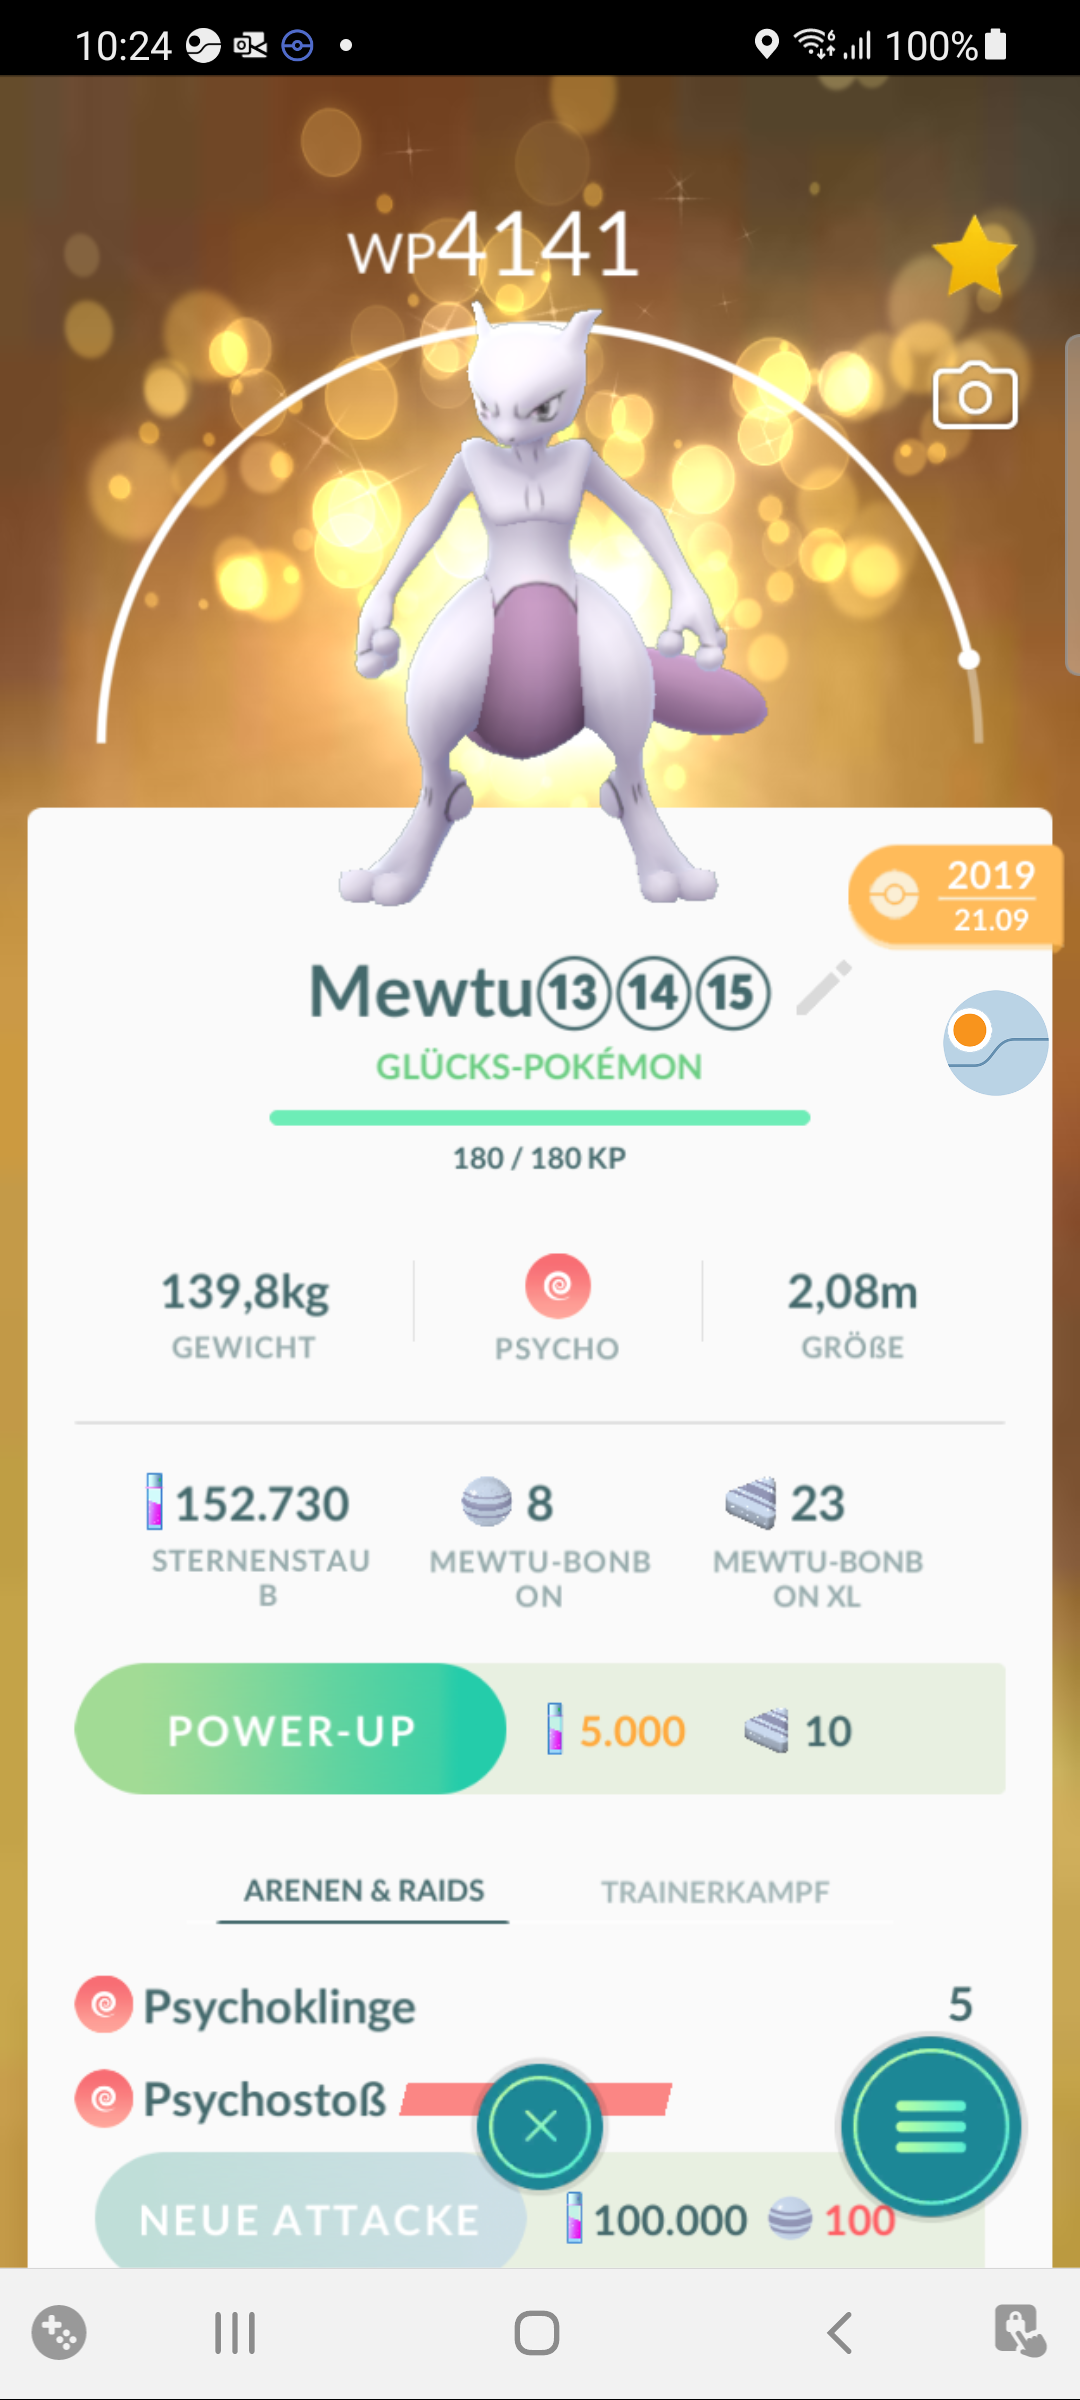 10:24
100%
WP4141
2019
21.09
Mewtu⑬⑭⑮
GLÜCKS-POKÉMON
180 / 180 KP
139,8kg
GEWICHT
PSYCHO
2,08m
GRÖßE
152.730
STERNENSTAU
B
8
MEWTU-BONB
ON
23
MEWTU-BONB
ON XL
POWER-UP
5.000
10
ARENEN & RAIDS
TRAINERKAMPF
Psychoklinge
5
Psychostoß
NEUE ATTACKE
100.000
100